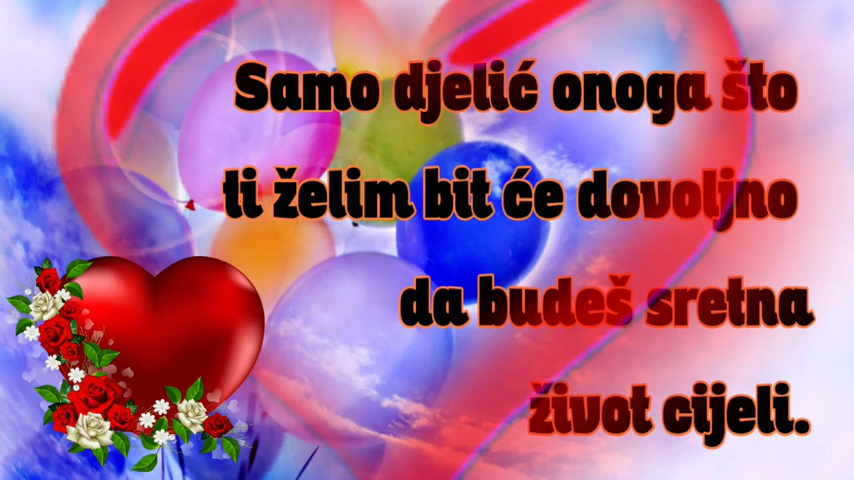 Samo djelić onoga što
ti želim bit će dovoljno
da budeš sretna
život cijeli.